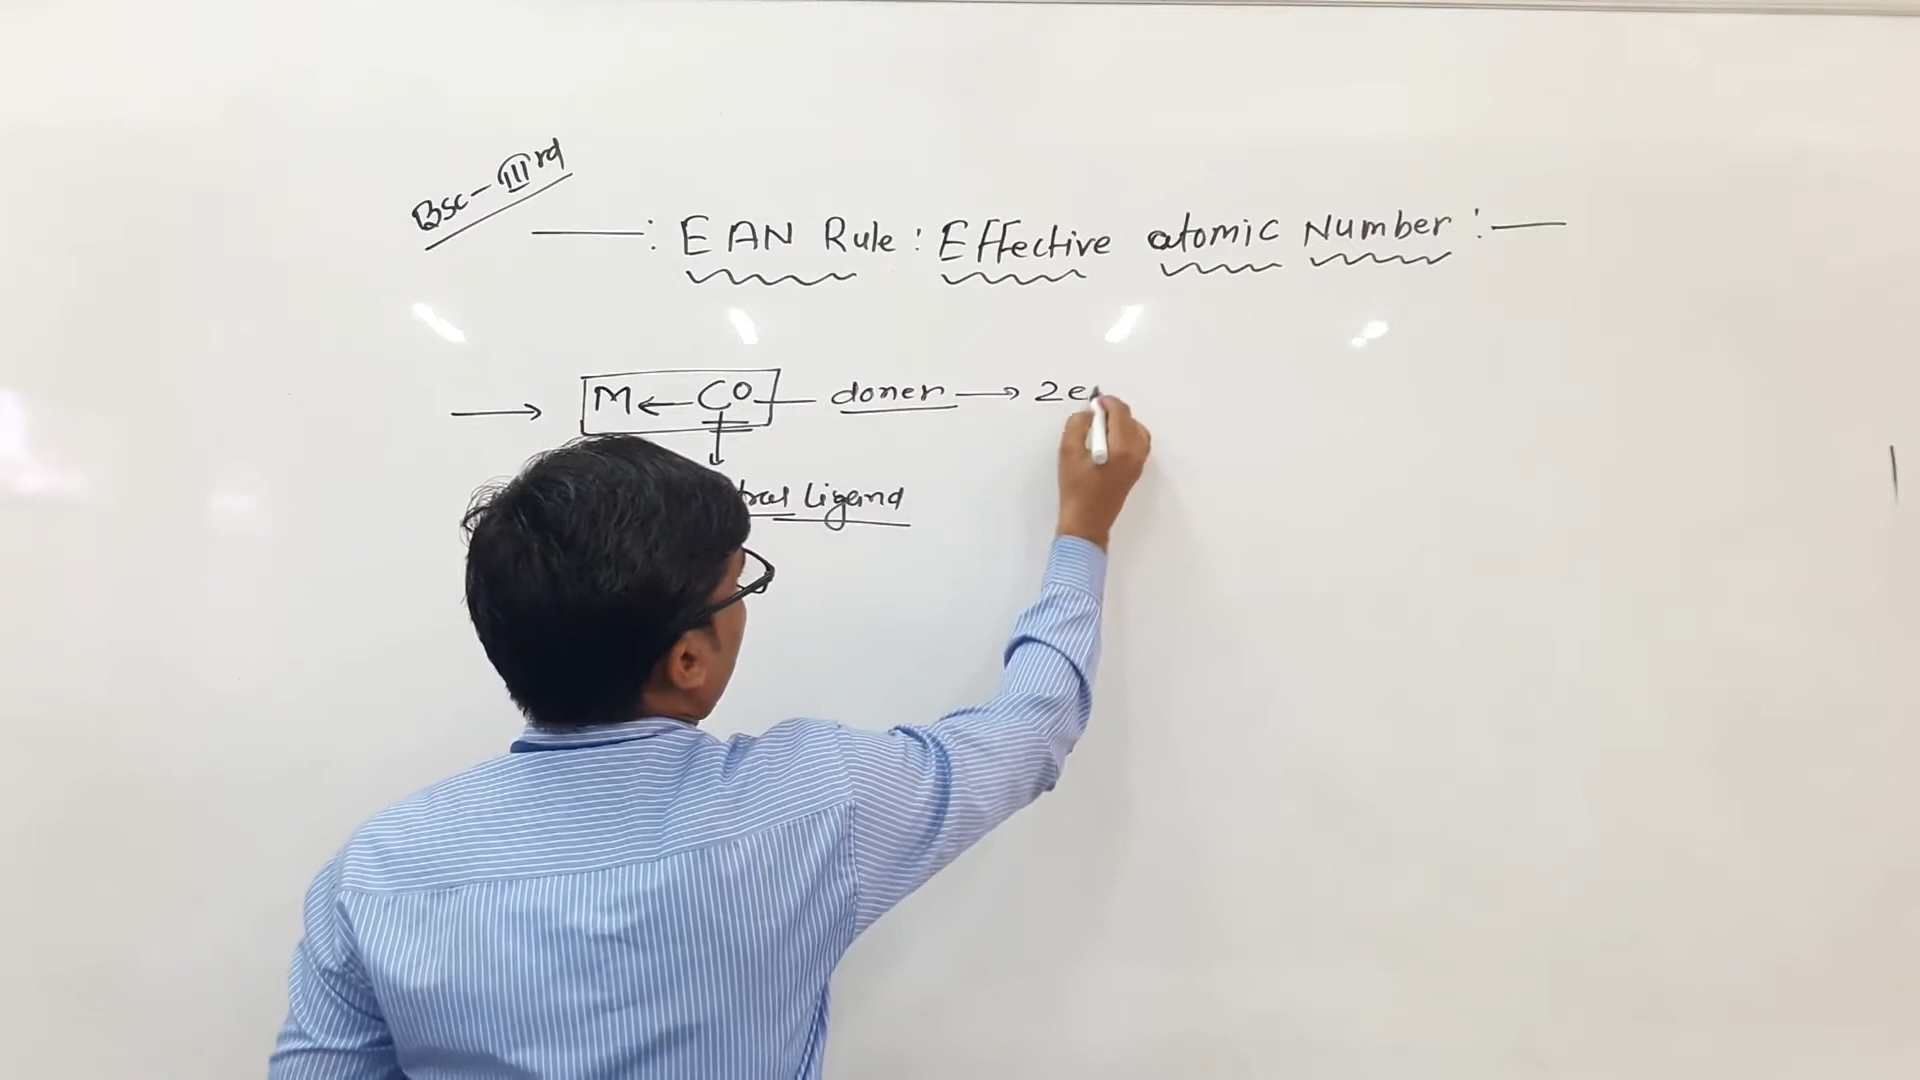 Bsc-IIIrd
: EAN Rule : Effective atomic Number :
→ M←CO — doner → 2e
Ligand